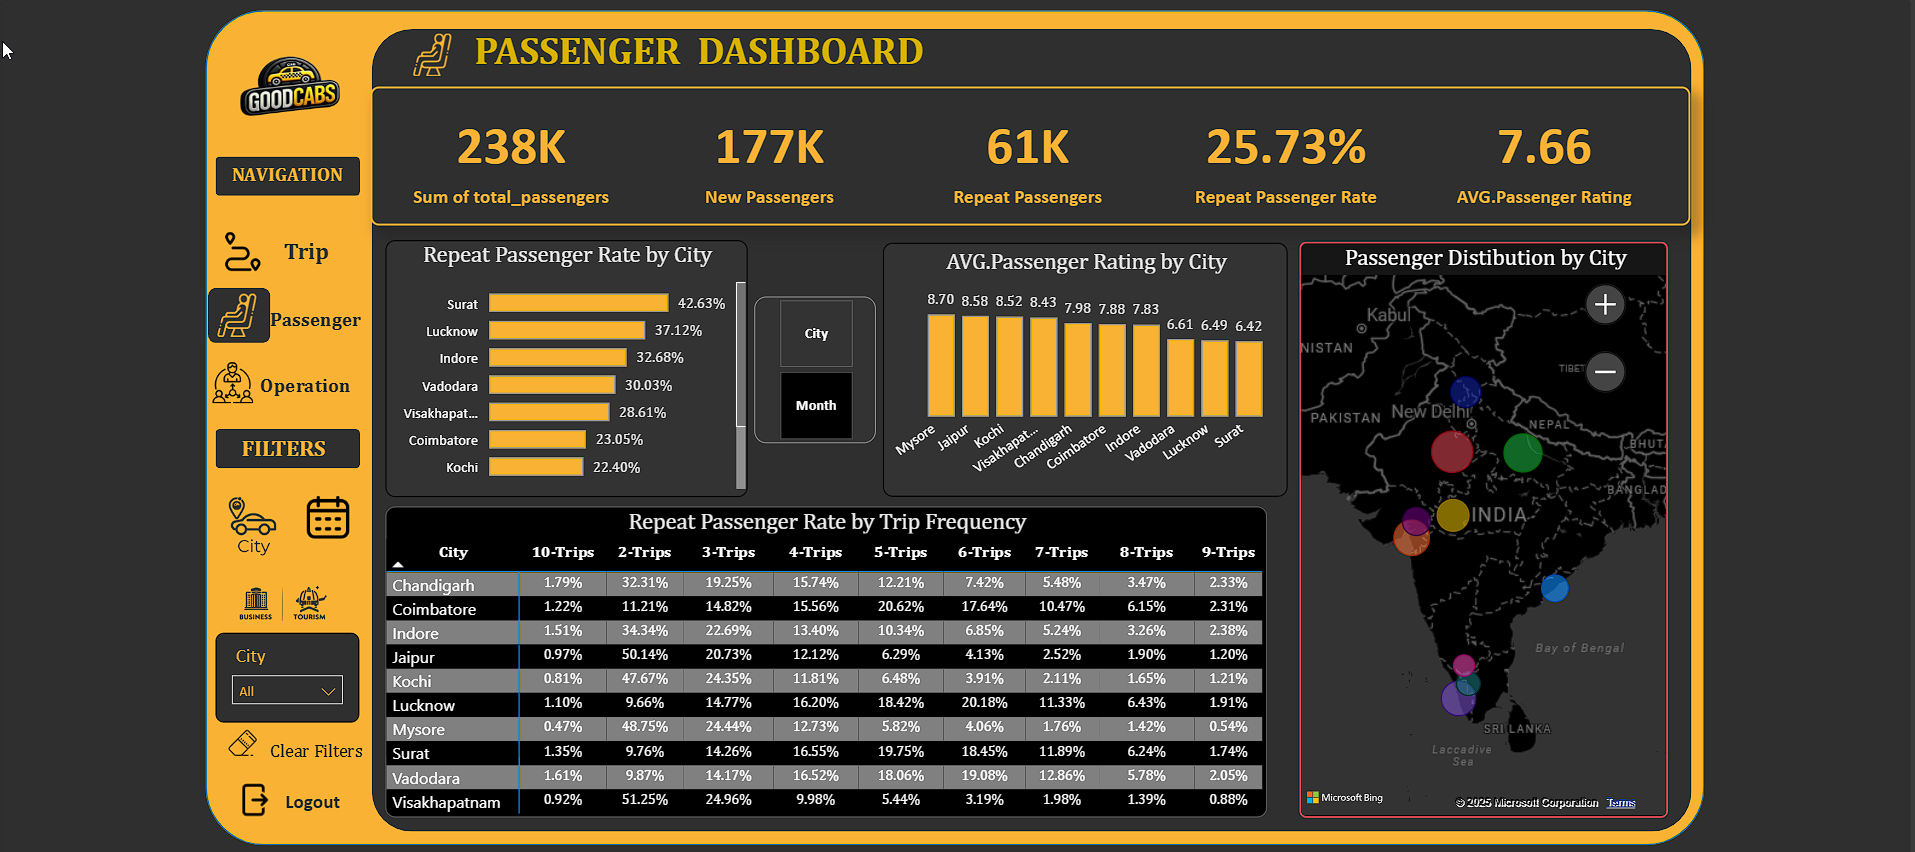 PASSENGER DASHBOARD
GOODCABS
238K
177K
61K
25.73%
7.66
Sum of total_passengers
New Passengers
Repeat Passengers
Repeat Passenger Rate
AVG.Passenger Rating
NAVIGATION
Trip
Passenger
Operation
FILTERS
City
BUSINESS
TOURISM
City
All
Clear Filters
Logout
Repeat Passenger Rate by City
Surat 42.63%
Lucknow 37.12%
Indore 32.68%
Vadodara 30.03%
Visakhapat... 28.61%
Coimbatore 23.05%
Kochi 22.40%
City
Month
AVG.Passenger Rating by City
8.70 8.58 8.52 8.43 7.98 7.88 7.83 6.61 6.49 6.42
Mysore Jaipur Kochi Visakhapat... Chandigarh Coimbatore Indore Vadodara Lucknow Surat
Repeat Passenger Rate by Trip Frequency
City 10-Trips 2-Trips 3-Trips 4-Trips 5-Trips 6-Trips 7-Trips 8-Trips 9-Trips
Chandigarh 1.79% 32.31% 19.25% 15.74% 12.21% 7.42% 5.48% 3.47% 2.33%
Coimbatore 1.22% 11.21% 14.82% 15.56% 20.62% 17.64% 10.47% 6.15% 2.31%
Indore 1.51% 34.34% 22.69% 13.40% 10.34% 6.85% 5.24% 3.26% 2.38%
Jaipur 0.97% 50.14% 20.73% 12.12% 6.29% 4.13% 2.52% 1.90% 1.20%
Kochi 0.81% 47.67% 24.35% 11.81% 6.48% 3.91% 2.11% 1.65% 1.21%
Lucknow 1.10% 9.66% 14.77% 16.20% 18.42% 20.18% 11.33% 6.43% 1.91%
Mysore 0.47% 48.75% 24.44% 12.73% 5.82% 4.06% 1.76% 1.42% 0.54%
Surat 1.35% 9.76% 14.26% 16.55% 19.75% 18.45% 11.89% 6.24% 1.74%
Vadodara 1.61% 9.87% 14.17% 16.52% 18.06% 19.08% 12.86% 5.78% 2.05%
Visakhapatnam 0.92% 51.25% 24.96% 9.98% 5.44% 3.19% 1.98% 1.39% 0.88%
Passenger Distibution by City
Kabul
NISTAN
TIBET
PAKISTAN
New Delhi
NEPAL
BHUT
BANGLAD
INDIA
Bay of Bengal
SRI LANKA
Laccadive
Sea
Microsoft Bing
© 2025 Microsoft Corporation Terms